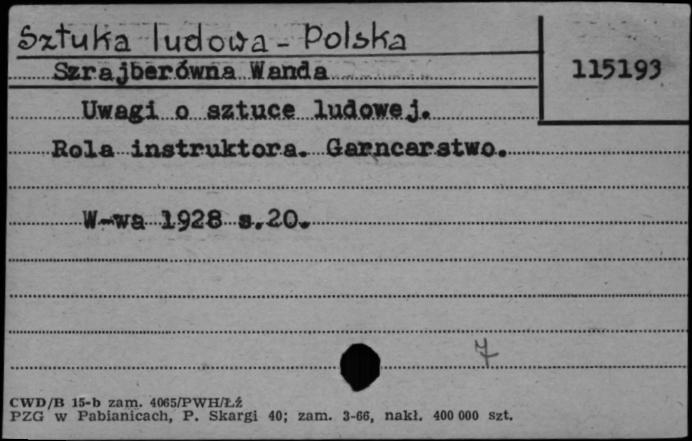 Sztuka ludowa - Polska
Szrajberówna Wanda
115193
Uwagi o sztuce ludowej.
Rola instruktora. Garncarstwo.
W-wa 1928 s.20.
7
CWD/B 15-b zam. 4065/PWH/Łź
PZG w Pabianicach, P. Skargi 40; zam. 3-66, nakł. 400 000 szt.